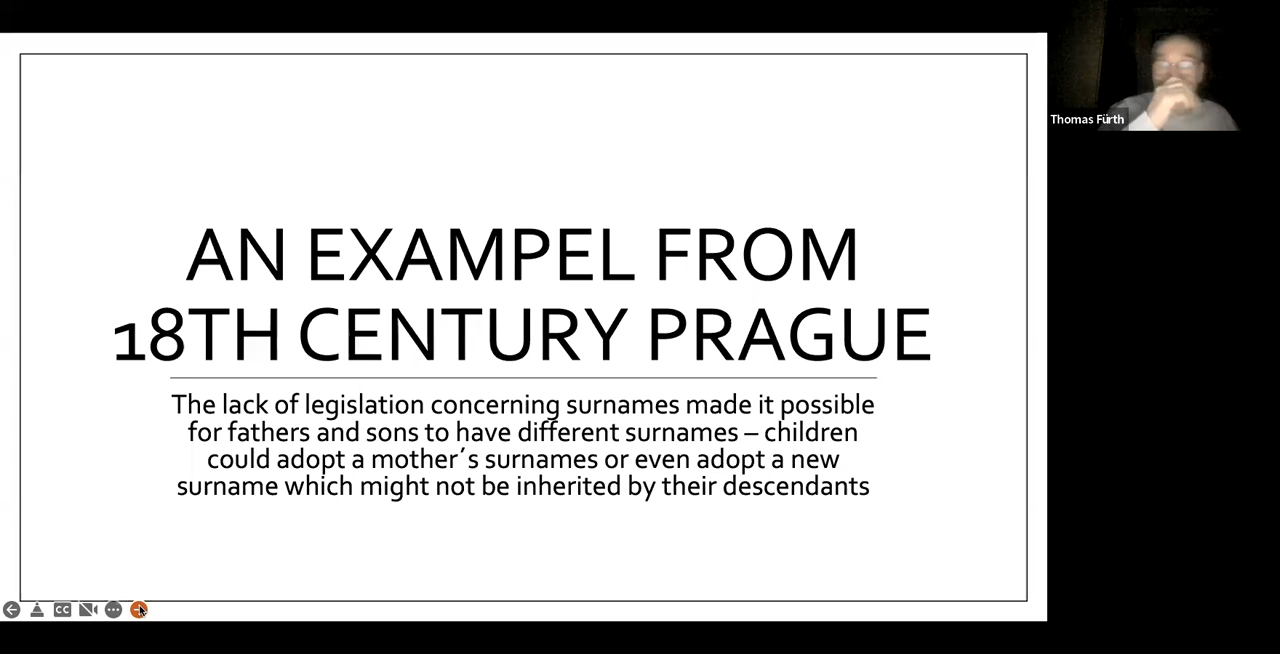 AN EXAMPEL FROM
18TH CENTURY PRAGUE
The lack of legislation concerning surnames made it possible
for fathers and sons to have different surnames – children
could adopt a mother´s surnames or even adopt a new
surname which might not be inherited by their descendants
Thomas Fürth
CC